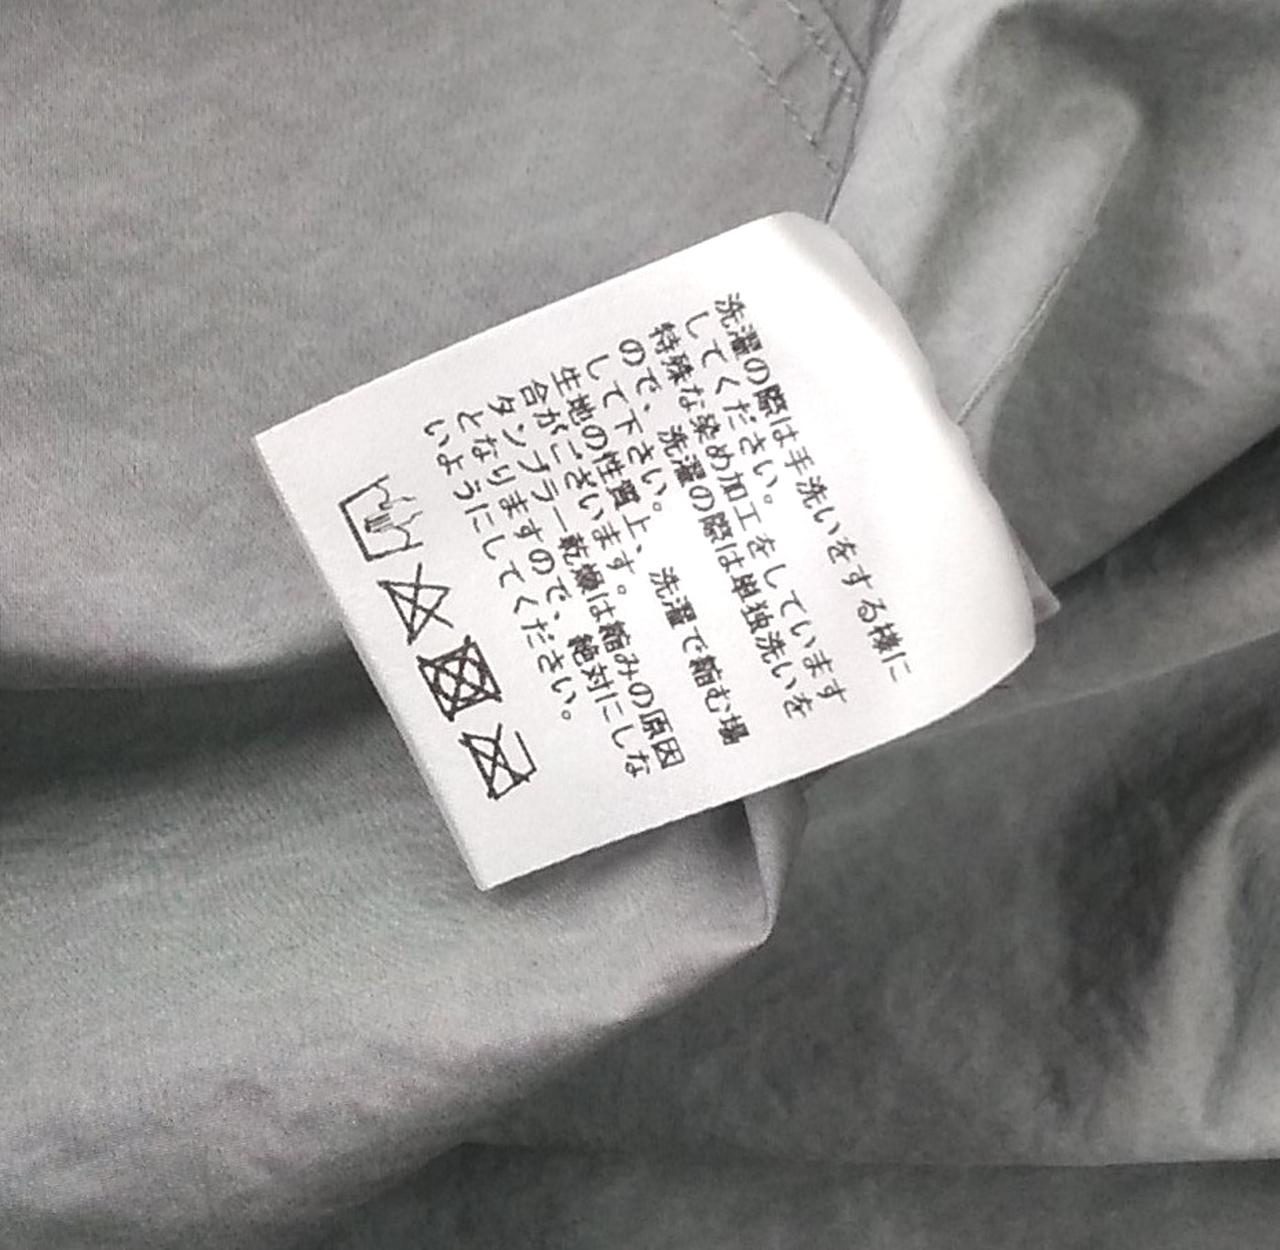 洗濯の際は手洗いをする様に
してください。
特殊な染め加工をしています
ので、洗濯の際は単独洗いを
して下さい。
生地の性質上、洗濯で縮む場
合がございます。
タンブラー乾燥は縮みの原因
となりますので、絶対にしな
いようにしてください。